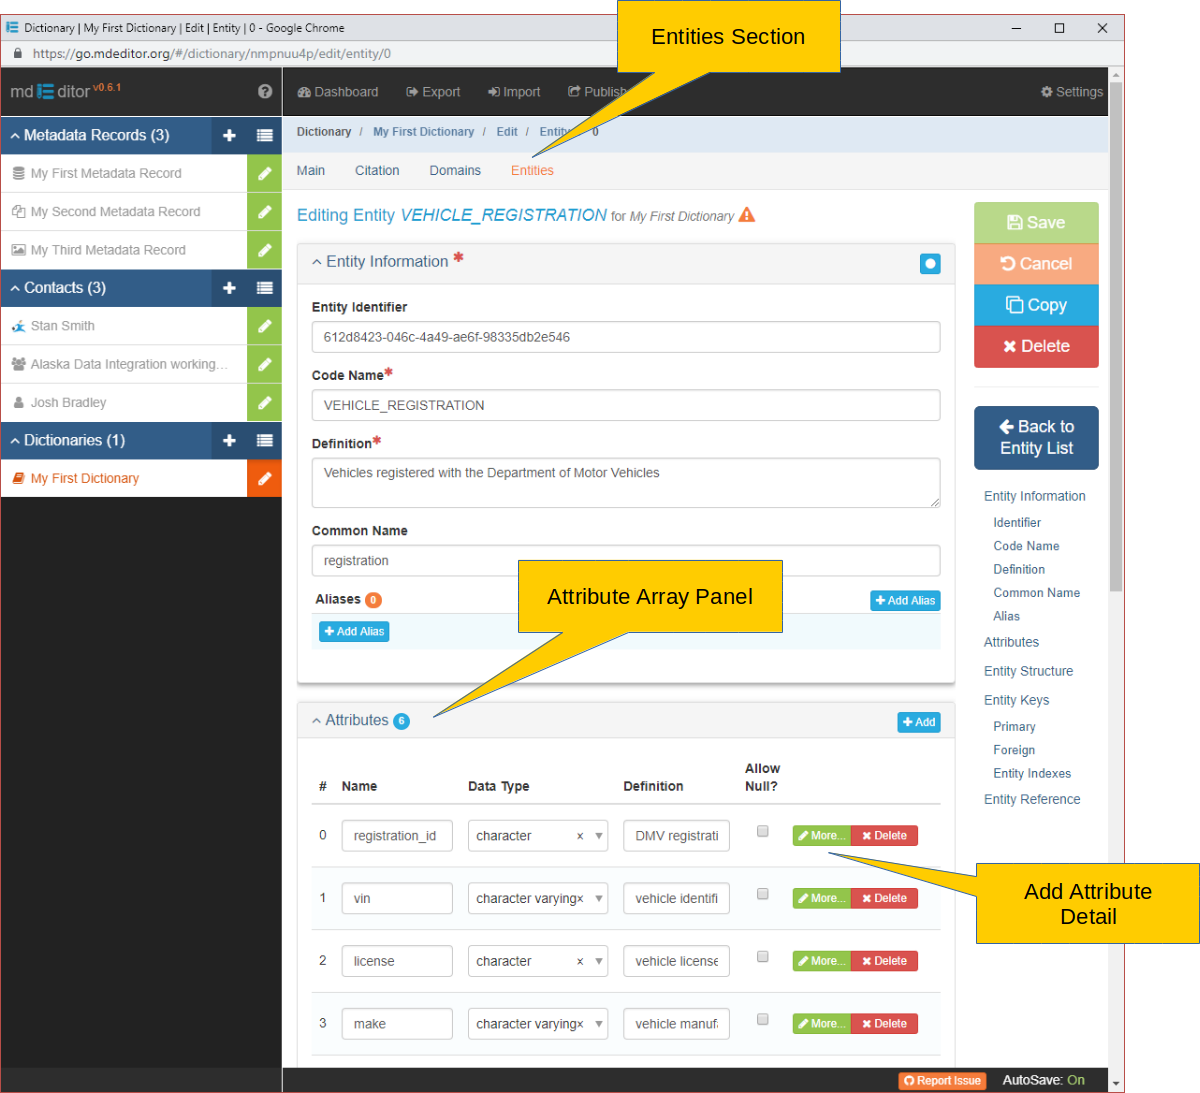 Dictionary | My First Dictionary | Edit | Entity | 0 - Google Chrome
https://go.mdeditor.org/#/dictionary/nmpnuu4p/edit/entity/0
Entities Section
md ditor v0.6.1
Dashboard Export Import Publish Settings
Metadata Records (3)
My First Metadata Record
My Second Metadata Record
My Third Metadata Record
Contacts (3)
Stan Smith
Alaska Data Integration working...
Josh Bradley
Dictionaries (1)
My First Dictionary
Dictionary / My First Dictionary / Edit / Entity 0
Main Citation Domains Entities
Editing Entity VEHICLE_REGISTRATION for My First Dictionary
Entity Information *
Entity Identifier
612d8423-046c-4a49-ae6f-98335db2e546
Code Name*
VEHICLE_REGISTRATION
Definition*
Vehicles registered with the Department of Motor Vehicles
Common Name
registration
Aliases 0 Add Alias
Add Alias
Attribute Array Panel
Attributes 6 Add
# Name Data Type Definition Allow Null?
0 registration_id character × DMV registrati More... Delete
1 vin character varying× vehicle identifi More... Delete
2 license character × vehicle license More... Delete
3 make character varying× vehicle manufa More... Delete
Save
Cancel
Copy
Delete
Back to
Entity List
Entity Information
Identifier
Code Name
Definition
Common Name
Alias
Attributes
Entity Structure
Entity Keys
Primary
Foreign
Entity Indexes
Entity Reference
Add Attribute
Detail
Report Issue AutoSave: On